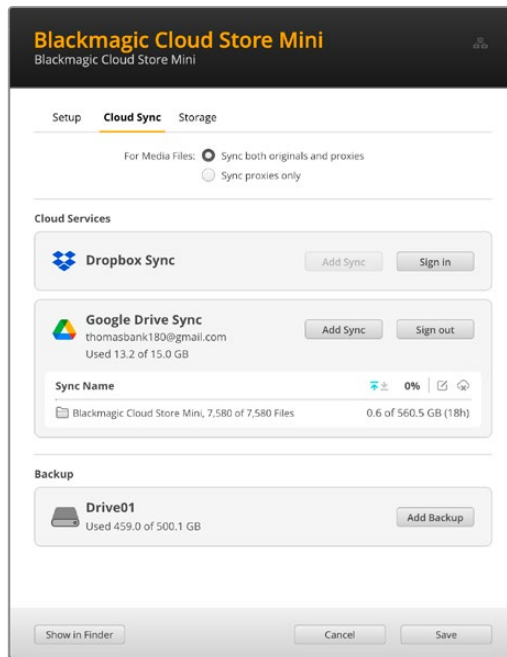 Blackmagic Cloud Store Mini
Blackmagic Cloud Store Mini
Setup Cloud Sync Storage
For Media Files: Sync both originals and proxies
Sync proxies only
Cloud Services
Dropbox Sync Add Sync Sign in
Google Drive Sync
thomasbank180@gmail.com
Used 13.2 of 15.0 GB
Add Sync Sign out
Sync Name 0%
Blackmagic Cloud Store Mini, 7,580 of 7,580 Files 0.6 of 560.5 GB (18h)
Backup
Drive01
Used 459.0 of 500.1 GB
Add Backup
Show in Finder Cancel Save